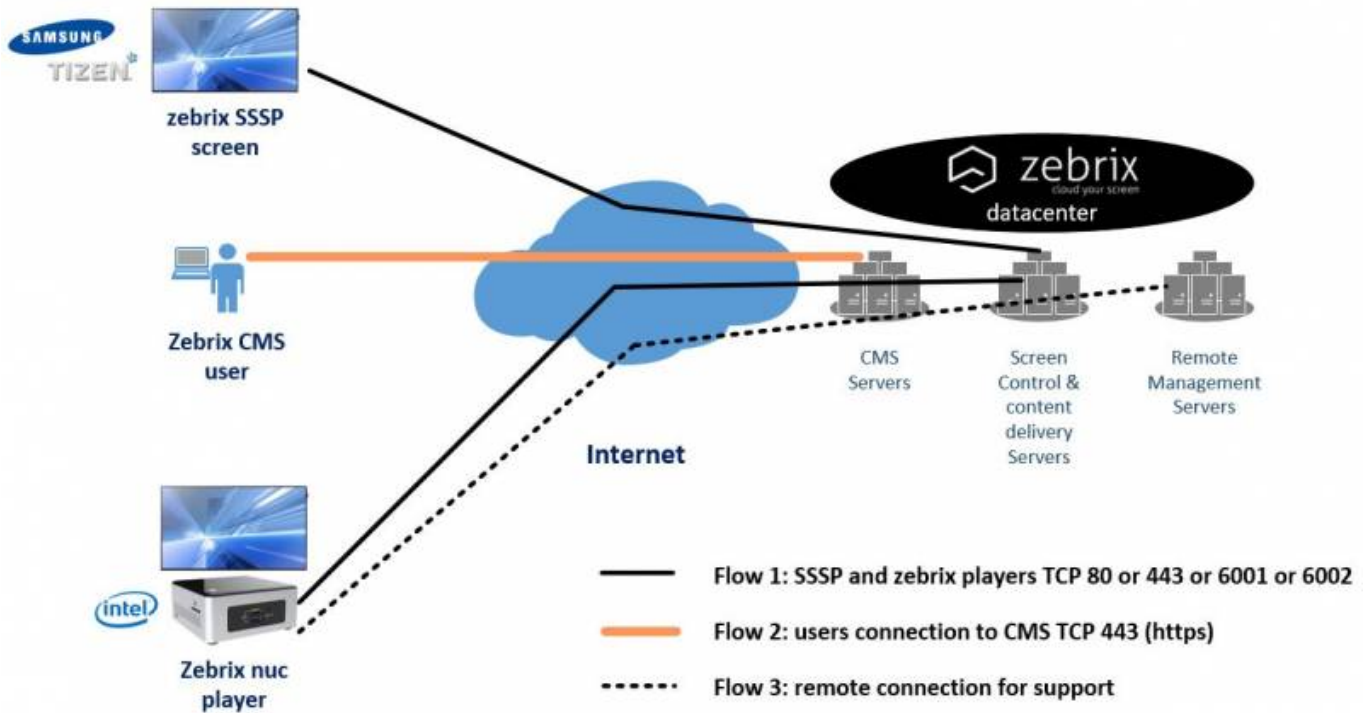 SAMSUNG
TIZEN
zebrix SSSP
screen
zebrix
cloud your screen
datacenter
Zebrix CMS
user
CMS
Servers
Screen
Control &
content
delivery
Servers
Remote
Management
Servers
Internet
intel
Zebrix nuc
player
Flow 1: SSSP and zebrix players TCP 80 or 443 or 6001 or 6002
Flow 2: users connection to CMS TCP 443 (https)
Flow 3: remote connection for support